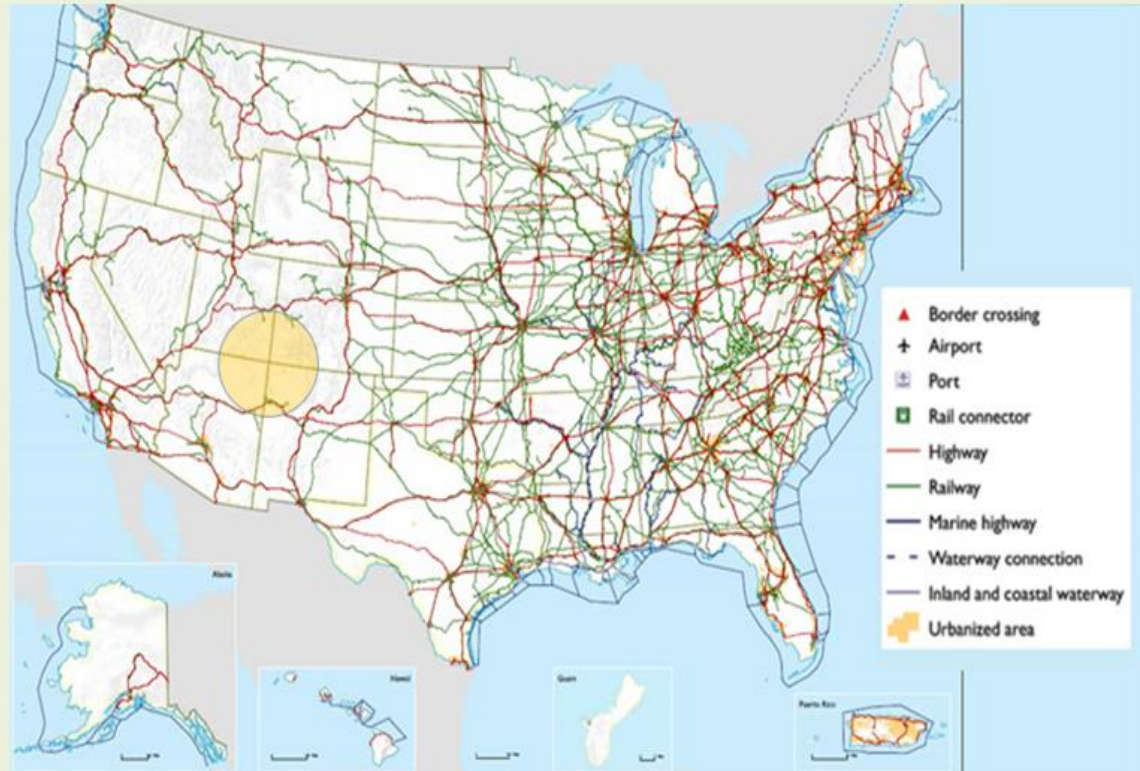 Border crossing
Airport
Port
Rail connector
Highway
Railway
Marine highway
Waterway connection
Inland and coastal waterway
Urbanized area
Alaska
Hawaii
Guam
Puerto Rico